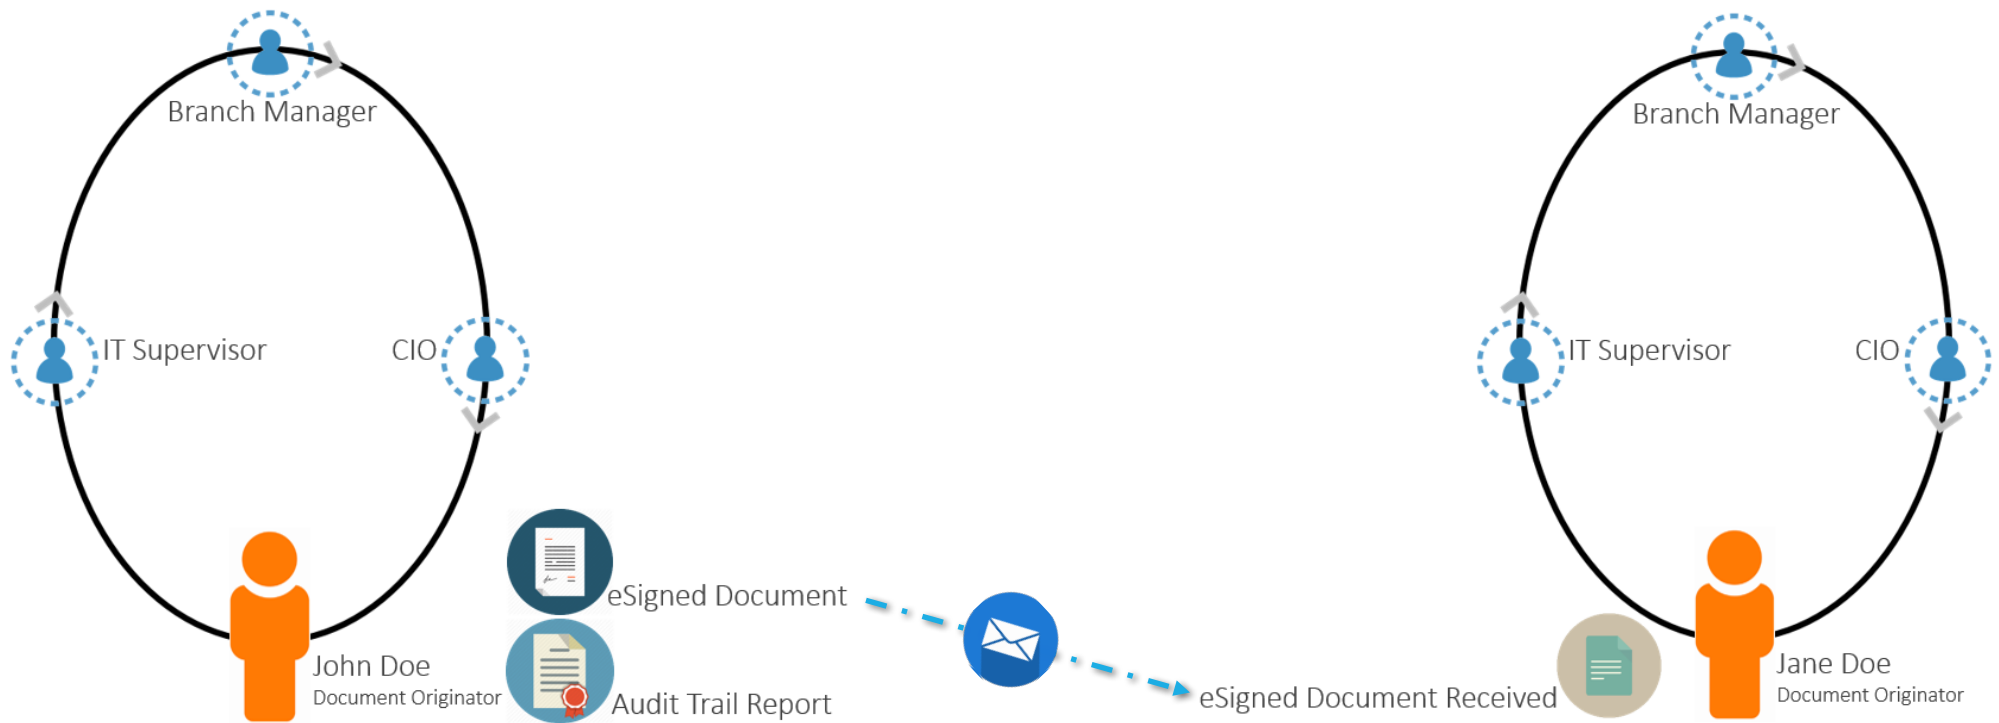 Branch Manager
IT Supervisor
CIO
John Doe
Document Originator
eSigned Document
Audit Trail Report
Branch Manager
IT Supervisor
CIO
eSigned Document Received
Jane Doe
Document Originator